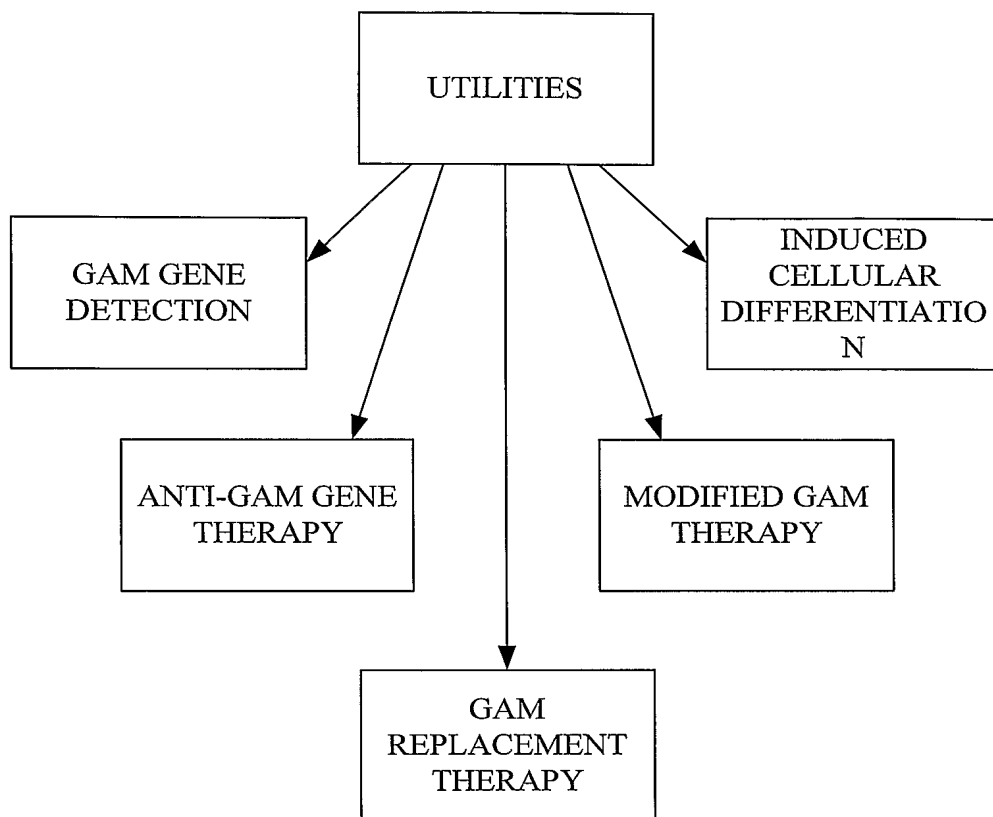 UTILITIES
GAM GENE
DETECTION
INDUCED
CELLULAR
DIFFERENTIATIO
N
ANTI-GAM GENE
THERAPY
MODIFIED GAM
THERAPY
GAM
REPLACEMENT
THERAPY